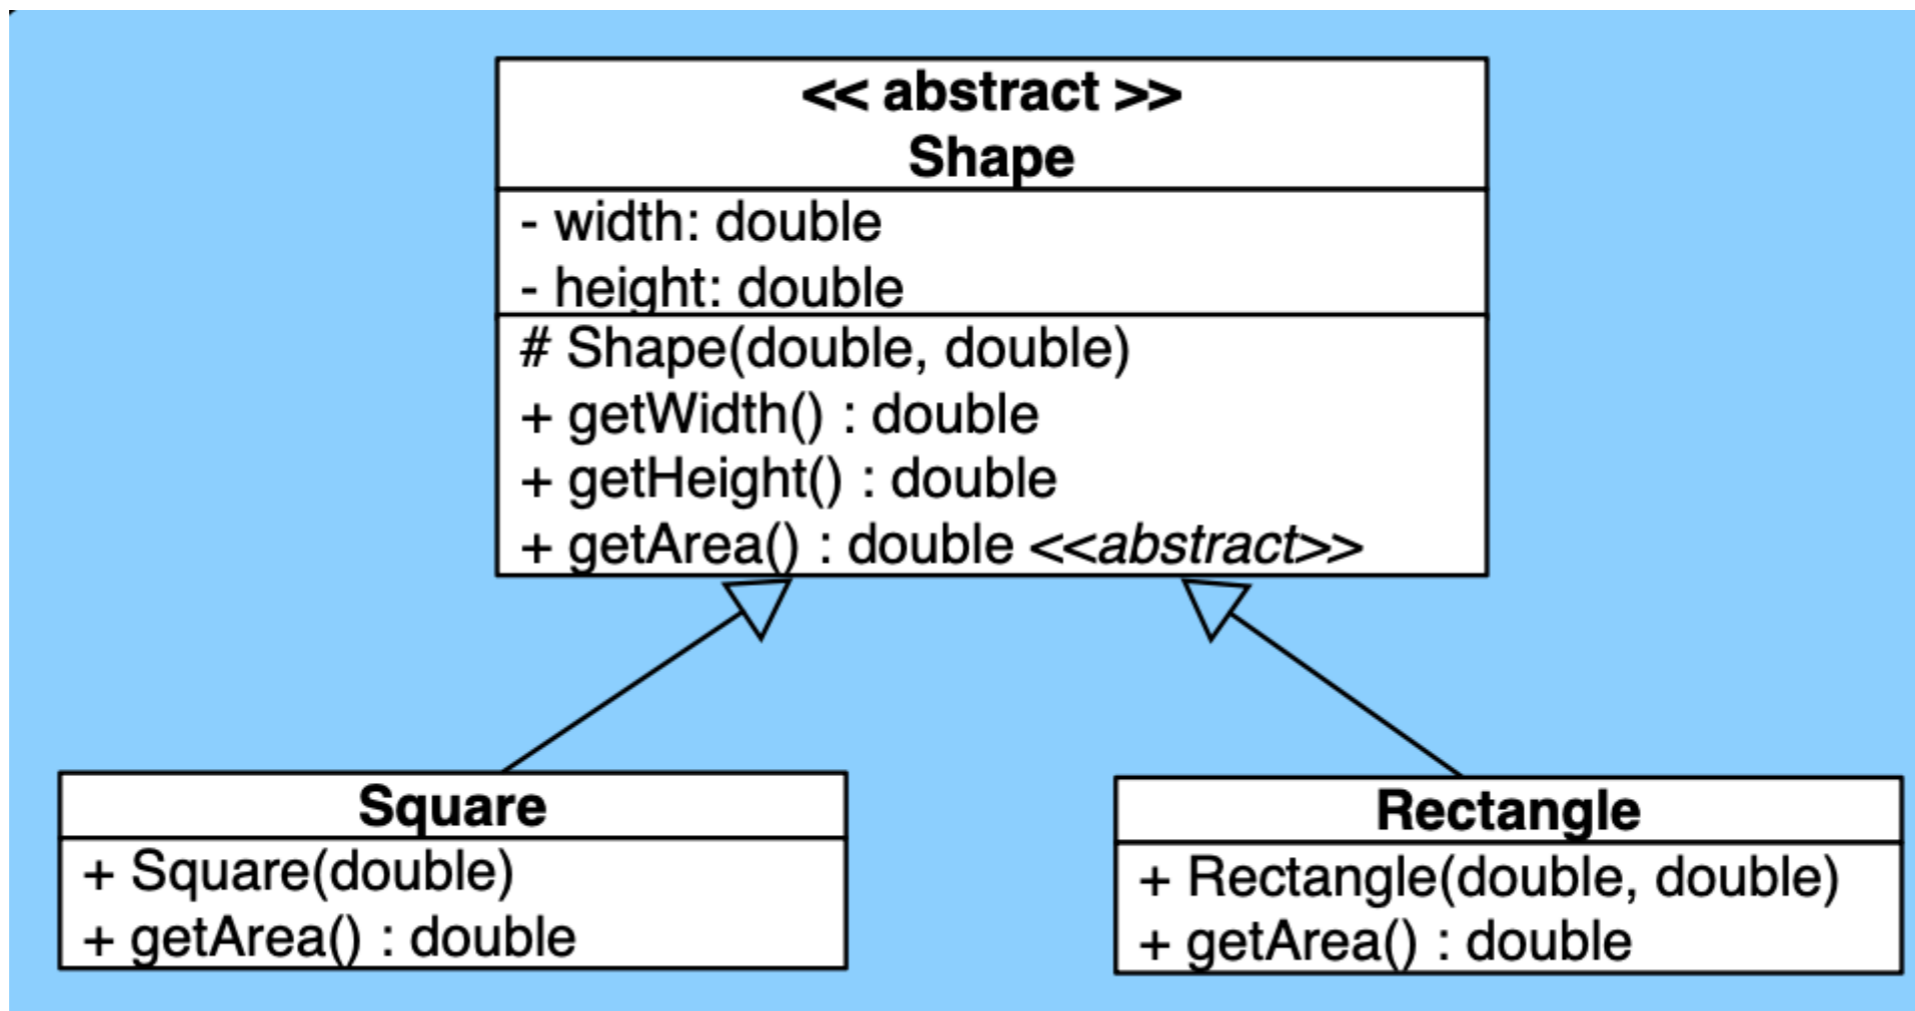 << abstract >>
Shape
- width: double
- height: double
# Shape(double, double)
+ getWidth() : double
+ getHeight() : double
+ getArea() : double <<abstract>>
Square
+ Square(double)
+ getArea() : double
Rectangle
+ Rectangle(double, double)
+ getArea() : double